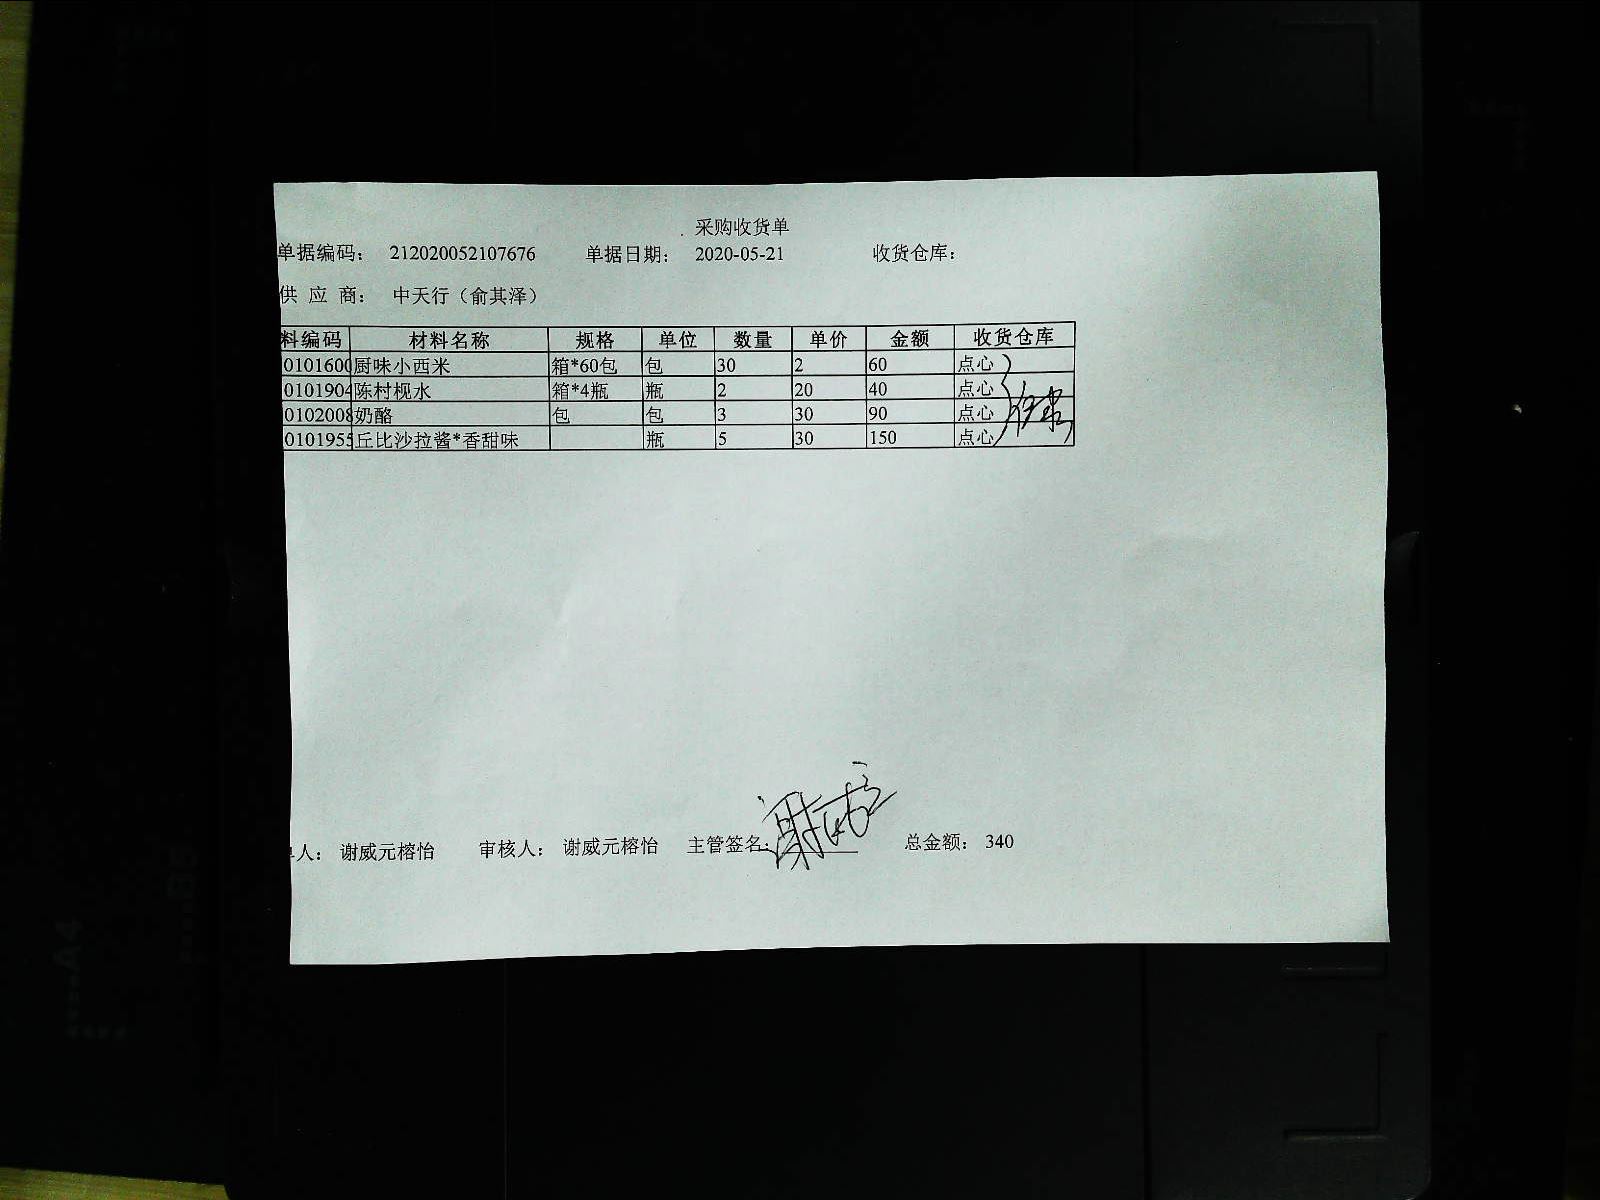 采购收货单
单据编码： 212020052107676 单据日期： 2020-05-21 收货仓库：
供 应 商： 中天行（俞其泽）
料编码 材料名称 规格 单位 数量 单价 金额 收货仓库
0101600 厨味小西米 箱*60包 包 30 2 60 点心
0101904 陈村枧水 箱*4瓶 瓶 2 20 40 点心
0102008 奶酪 包 包 3 30 90 点心
0101955 丘比沙拉酱*香甜味 瓶 5 30 150 点心
人： 谢威元榕怡 审核人： 谢威元榕怡 主管签名： 总金额： 340
A4